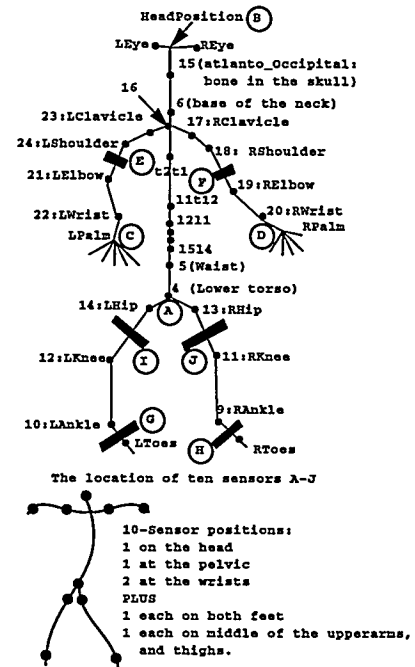 HeadPosition B
LEye REye
15(atlanto_Occipital:
bone in the skull)
16
6(base of the neck)
23:LClavicle 17:RClavicle
24:LShoulder 18: RShoulder
E t2t1 F
21:LElbow 19:RElbow
l1t12
22:LWrist 20:RWrist
12l1
LPalm C D RPalm
15l4
5(Waist)
4 (Lower torso)
14:LHip A 13:RHip
12:LKnee I J 11:RKnee
10:LAnkle G 9:RAnkle
LToes H RToes
The location of ten sensors A-J
10-Sensor positions:
1 on the head
1 at the pelvic
2 at the wrists
PLUS
1 each on both feet
1 each on middle of the upperarms,
and thighs.